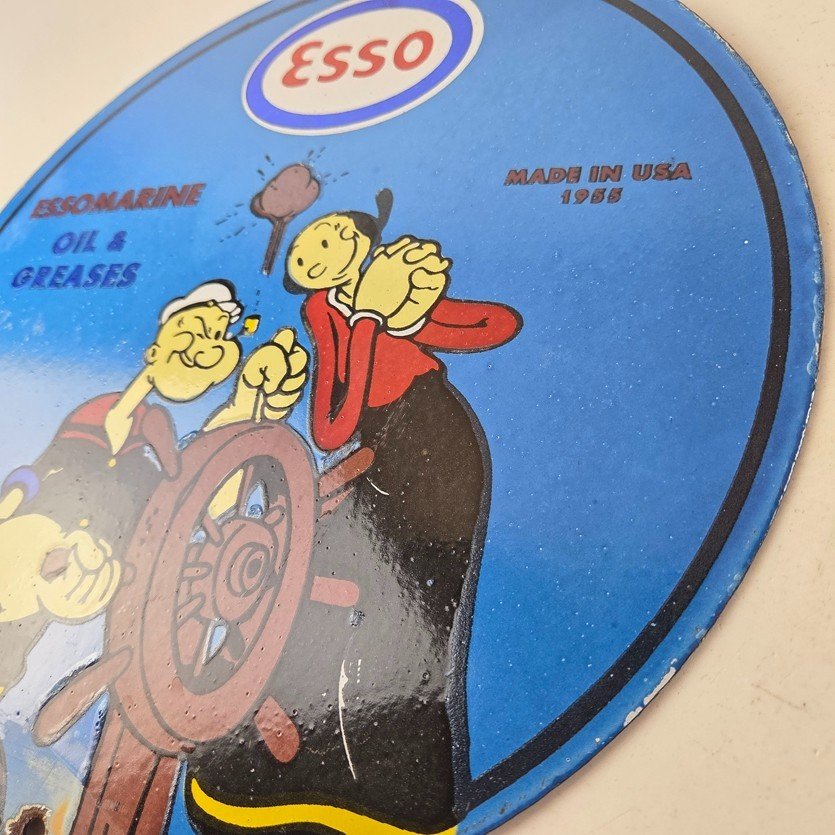 Esso
MADE IN USA
1955
ESSOMARINE
OIL &
GREASES